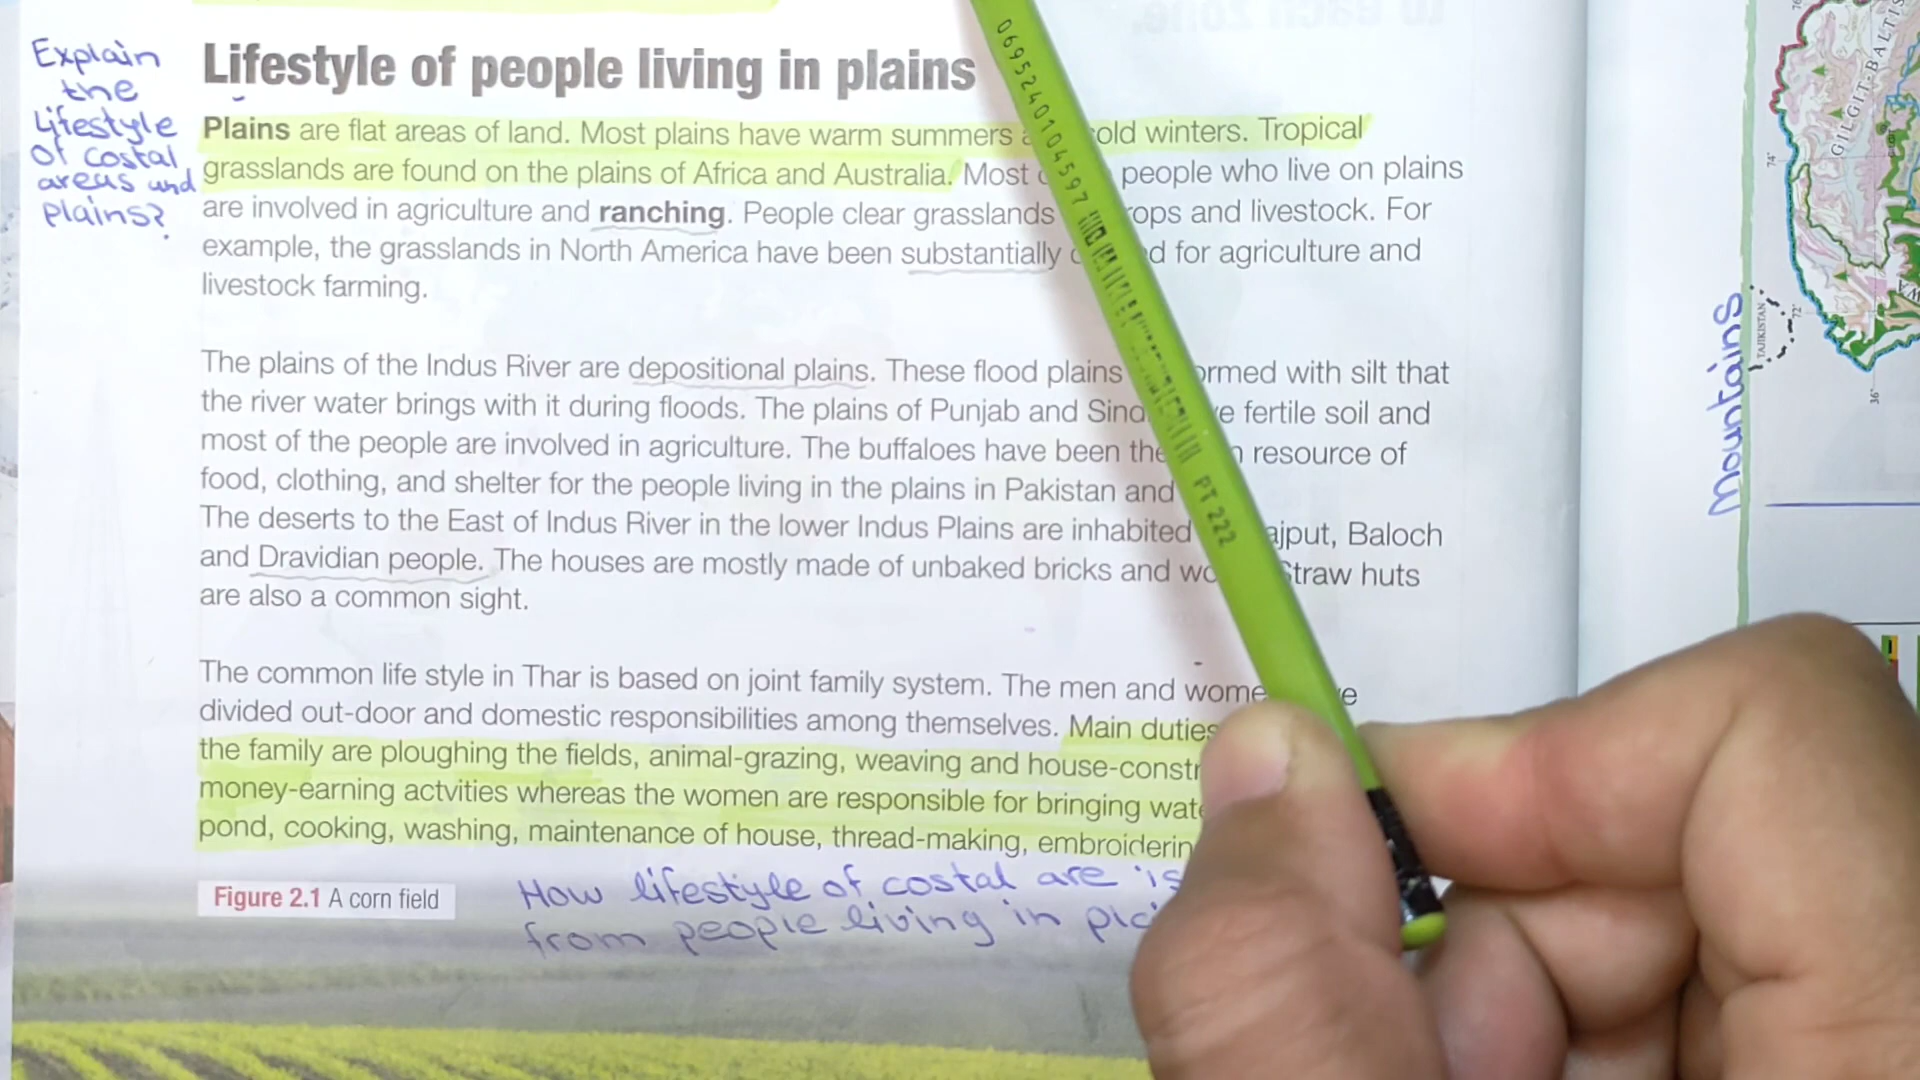 Explain
the
Lifestyle
of costal
areas and
plains?
Lifestyle of people living in plains
Plains are flat areas of land. Most plains have warm summers old winters. Tropical
grasslands are found on the plains of Africa and Australia. Most people who live on plains
are involved in agriculture and ranching. People clear grasslands rops and livestock. For
example, the grasslands in North America have been substantially d for agriculture and
livestock farming.
The plains of the Indus River are depositional plains. These flood plains ormed with silt that
the river water brings with it during floods. The plains of Punjab and Sind e fertile soil and
most of the people are involved in agriculture. The buffaloes have been the n resource of
food, clothing, and shelter for the people living in the plains in Pakistan and
The deserts to the East of Indus River in the lower Indus Plains are inhabited ajput, Baloch
and Dravidian people. The houses are mostly made of unbaked bricks and wo Straw huts
are also a common sight.
The common life style in Thar is based on joint family system. The men and wome e
divided out-door and domestic responsibilities among themselves. Main duties
the family are ploughing the fields, animal-grazing, weaving and house-constr
money-earning actvities whereas the women are responsible for bringing wate
pond, cooking, washing, maintenance of house, thread-making, embroiderin
Figure 2.1 A corn field
How lifestyle of costal are is
from people living in pla
0695240104597 PT 222
Mountains
GILGIT-BALTIS
TAJIKISTAN
74°
72°
36°